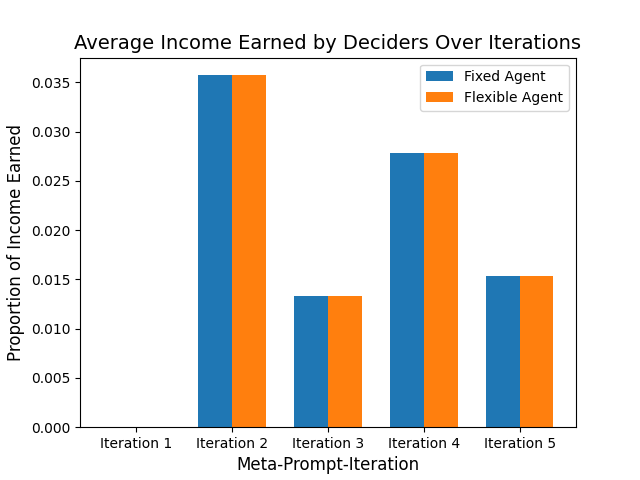 Average Income Earned by Deciders Over Iterations
Fixed Agent
Flexible Agent
Proportion of Income Earned
0.035
0.030
0.025
0.020
0.015
0.010
0.005
0.000
Iteration 1 Iteration 2 Iteration 3 Iteration 4 Iteration 5
Meta-Prompt-Iteration